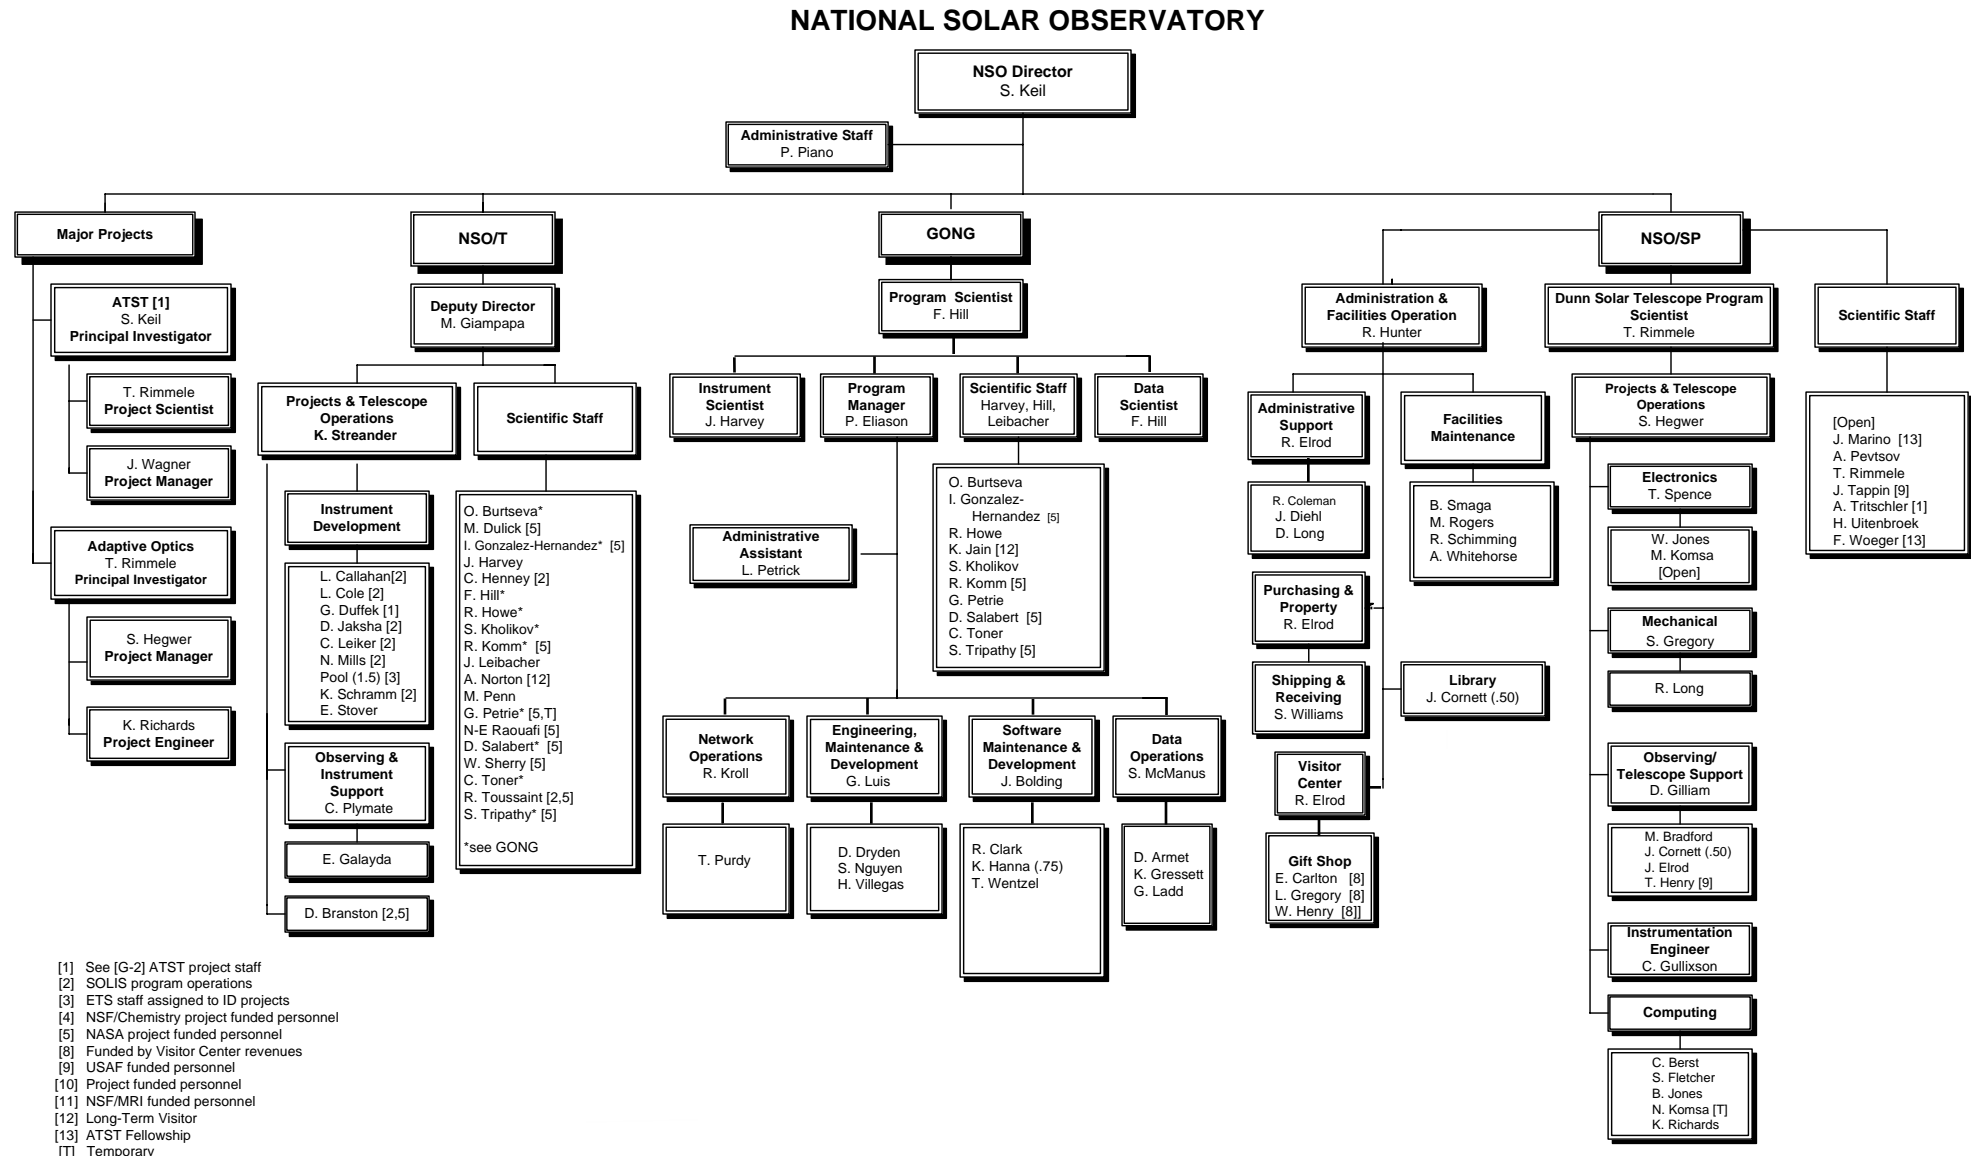 NATIONAL SOLAR OBSERVATORY
NSO Director
S. Keil
Administrative Staff
P. Piano
Major Projects
ATST [1]
S. Keil
Principal Investigator
T. Rimmele
Project Scientist
J. Wagner
Project Manager
Adaptive Optics
T. Rimmele
Principal Investigator
S. Hegwer
Project Manager
K. Richards
Project Engineer
NSO/T
Deputy Director
M. Giampapa
Projects & Telescope
Operations
K. Streander
Instrument
Development
L. Callahan[2]
L. Cole [2]
G. Duffek [1]
D. Jaksha [2]
C. Leiker [2]
N. Mills [2]
Pool (1.5) [3]
K. Schramm [2]
E. Stover
Observing &
Instrument
Support
C. Plymate
E. Galayda
D. Branston [2,5]
Scientific Staff
O. Burtseva*
M. Dulick [5]
I. Gonzalez-Hernandez* [5]
J. Harvey
C. Henney [2]
F. Hill*
R. Howe*
S. Kholikov*
R. Komm* [5]
J. Leibacher
A. Norton [12]
M. Penn
G. Petrie* [5,T]
N-E Raouafi [5]
D. Salabert* [5]
W. Sherry [5]
C. Toner*
R. Toussaint [2,5]
S. Tripathy* [5]
*see GONG
GONG
Program Scientist
F. Hill
Instrument
Scientist
J. Harvey
Program
Manager
P. Eliason
Scientific Staff
Harvey, Hill,
Leibacher
Data
Scientist
F. Hill
O. Burtseva
I. Gonzalez-
Hernandez [5]
R. Howe
K. Jain [12]
S. Kholikov
R. Komm [5]
G. Petrie
D. Salabert [5]
C. Toner
S. Tripathy [5]
Administrative
Assistant
L. Petrick
Network
Operations
R. Kroll
T. Purdy
Engineering,
Maintenance &
Development
G. Luis
D. Dryden
S. Nguyen
H. Villegas
Software
Maintenance &
Development
J. Bolding
R. Clark
K. Hanna (.75)
T. Wentzel
Data
Operations
S. McManus
D. Armet
K. Gressett
G. Ladd
NSO/SP
Administration &
Facilities Operation
R. Hunter
Administrative
Support
R. Elrod
R. Coleman
J. Diehl
D. Long
Facilities
Maintenance
B. Smaga
M. Rogers
R. Schimming
A. Whitehorse
Purchasing &
Property
R. Elrod
Shipping &
Receiving
S. Williams
Library
J. Cornett (.50)
Visitor
Center
R. Elrod
Gift Shop
E. Carlton [8]
L. Gregory [8]
W. Henry [8]]
Dunn Solar Telescope Program
Scientist
T. Rimmele
Projects & Telescope
Operations
S. Hegwer
Electronics
T. Spence
W. Jones
M. Komsa
[Open]
Mechanical
S. Gregory
R. Long
Observing/
Telescope Support
D. Gilliam
M. Bradford
J. Cornett (.50)
J. Elrod
T. Henry [9]
Instrumentation
Engineer
C. Gullixson
Computing
C. Berst
S. Fletcher
B. Jones
N. Komsa [T]
K. Richards
Scientific Staff
[Open]
J. Marino [13]
A. Pevtsov
T. Rimmele
J. Tappin [9]
A. Tritschler [1]
H. Uitenbroek
F. Woeger [13]
[1] See [G-2] ATST project staff
[2] SOLIS program operations
[3] ETS staff assigned to ID projects
[4] NSF/Chemistry project funded personnel
[5] NASA project funded personnel
[8] Funded by Visitor Center revenues
[9] USAF funded personnel
[10] Project funded personnel
[11] NSF/MRI funded personnel
[12] Long-Term Visitor
[13] ATST Fellowship
[T] Temporary